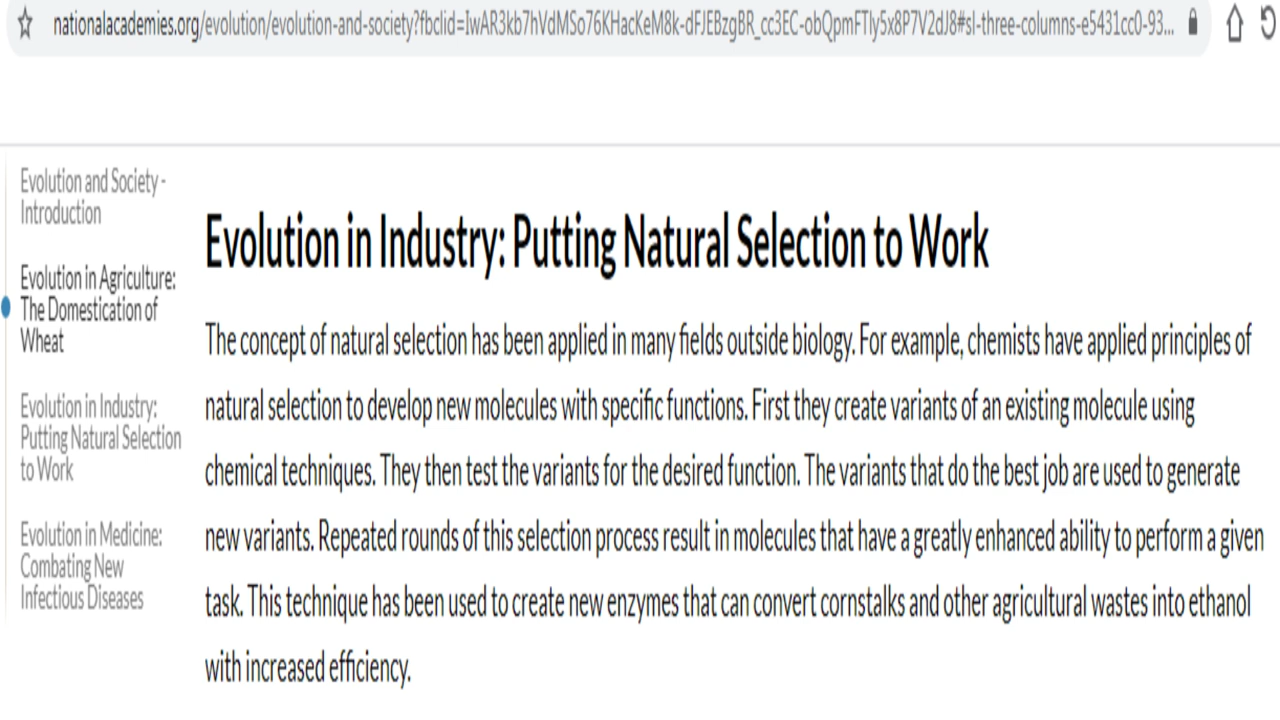 nationalacademies.org/evolution/evolution-and-society?fbclid=IwAR3kb7hVdMSo76KHacKeM8k-dFJEBzgBR_cc3EC-obQpmFTly5x8P7V2dJ8#sl-three-columns-e5431cc0-93...
Evolution and Society -
Introduction
Evolution in Agriculture:
The Domestication of
Wheat
Evolution in Industry:
Putting Natural Selection
to Work
Evolution in Medicine:
Combating New
Infectious Diseases
Evolution in Industry: Putting Natural Selection to Work
The concept of natural selection has been applied in many fields outside biology. For example, chemists have applied principles of
natural selection to develop new molecules with specific functions. First they create variants of an existing molecule using
chemical techniques. They then test the variants for the desired function. The variants that do the best job are used to generate
new variants. Repeated rounds of this selection process result in molecules that have a greatly enhanced ability to perform a given
task. This technique has been used to create new enzymes that can convert cornstalks and other agricultural wastes into ethanol
with increased efficiency.